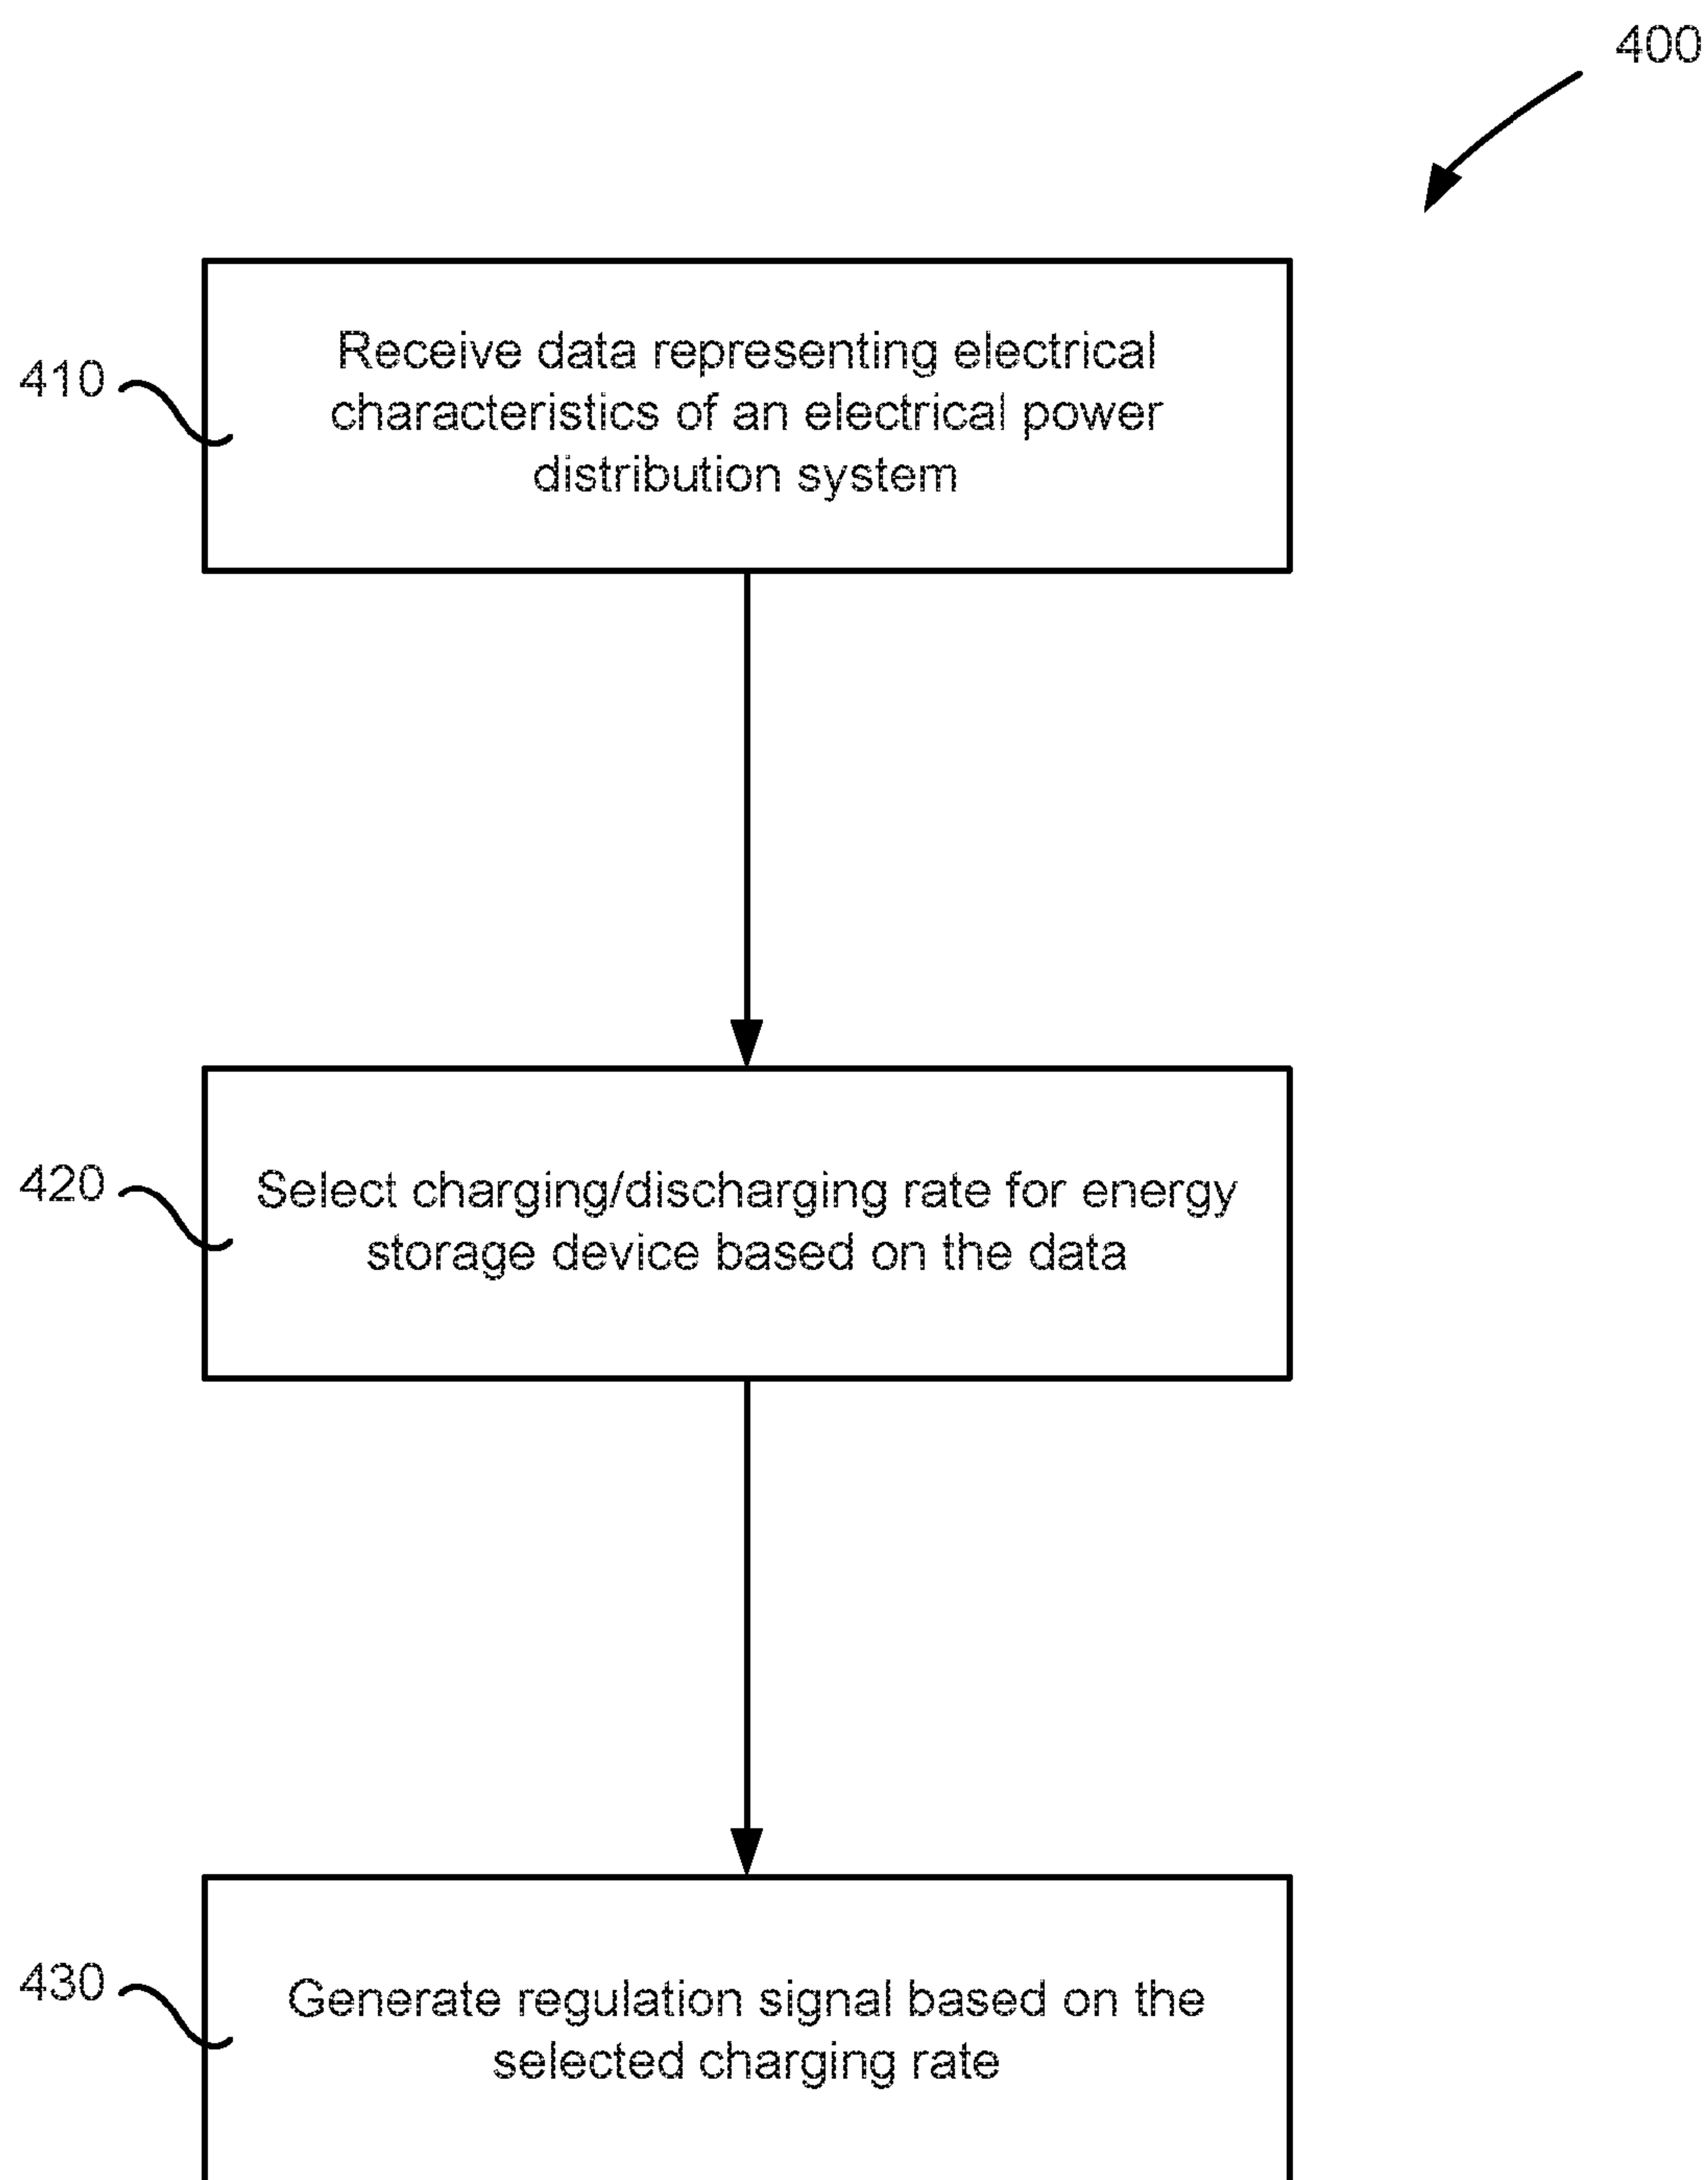 400
410
Receive data representing electrical
characteristics of an electrical power
distribution system
420
Select charging/discharging rate for energy
storage device based on the data
430
Generate regulation signal based on the
selected charging rate